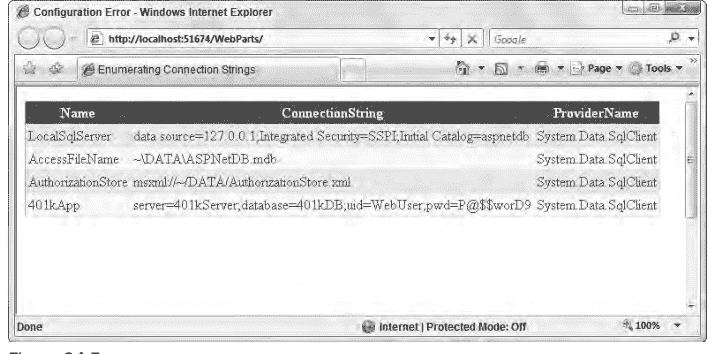 Configuration Error - Windows Internet Explorer
http://localhost:51674/WebParts/
Google
Enumerating Connection Strings
Page Tools
Name ConnectionString ProviderName
LocalSqlServer data source=127.0.0.1;Integrated Security=SSPI;Initial Catalog=aspnetdb System.Data.SqlClient
AccessFileName ~\DATA\ASPNetDB.mdb System.Data.SqlClient
AuthorizationStore msxml://~/DATA/AuthorizationStore.xml System.Data.SqlClient
401kApp server=401kServer,database=401kDB,uid=WebUser,pwd=P@$$worD9 System.Data.SqlClient
Done Internet | Protected Mode: Off 100%